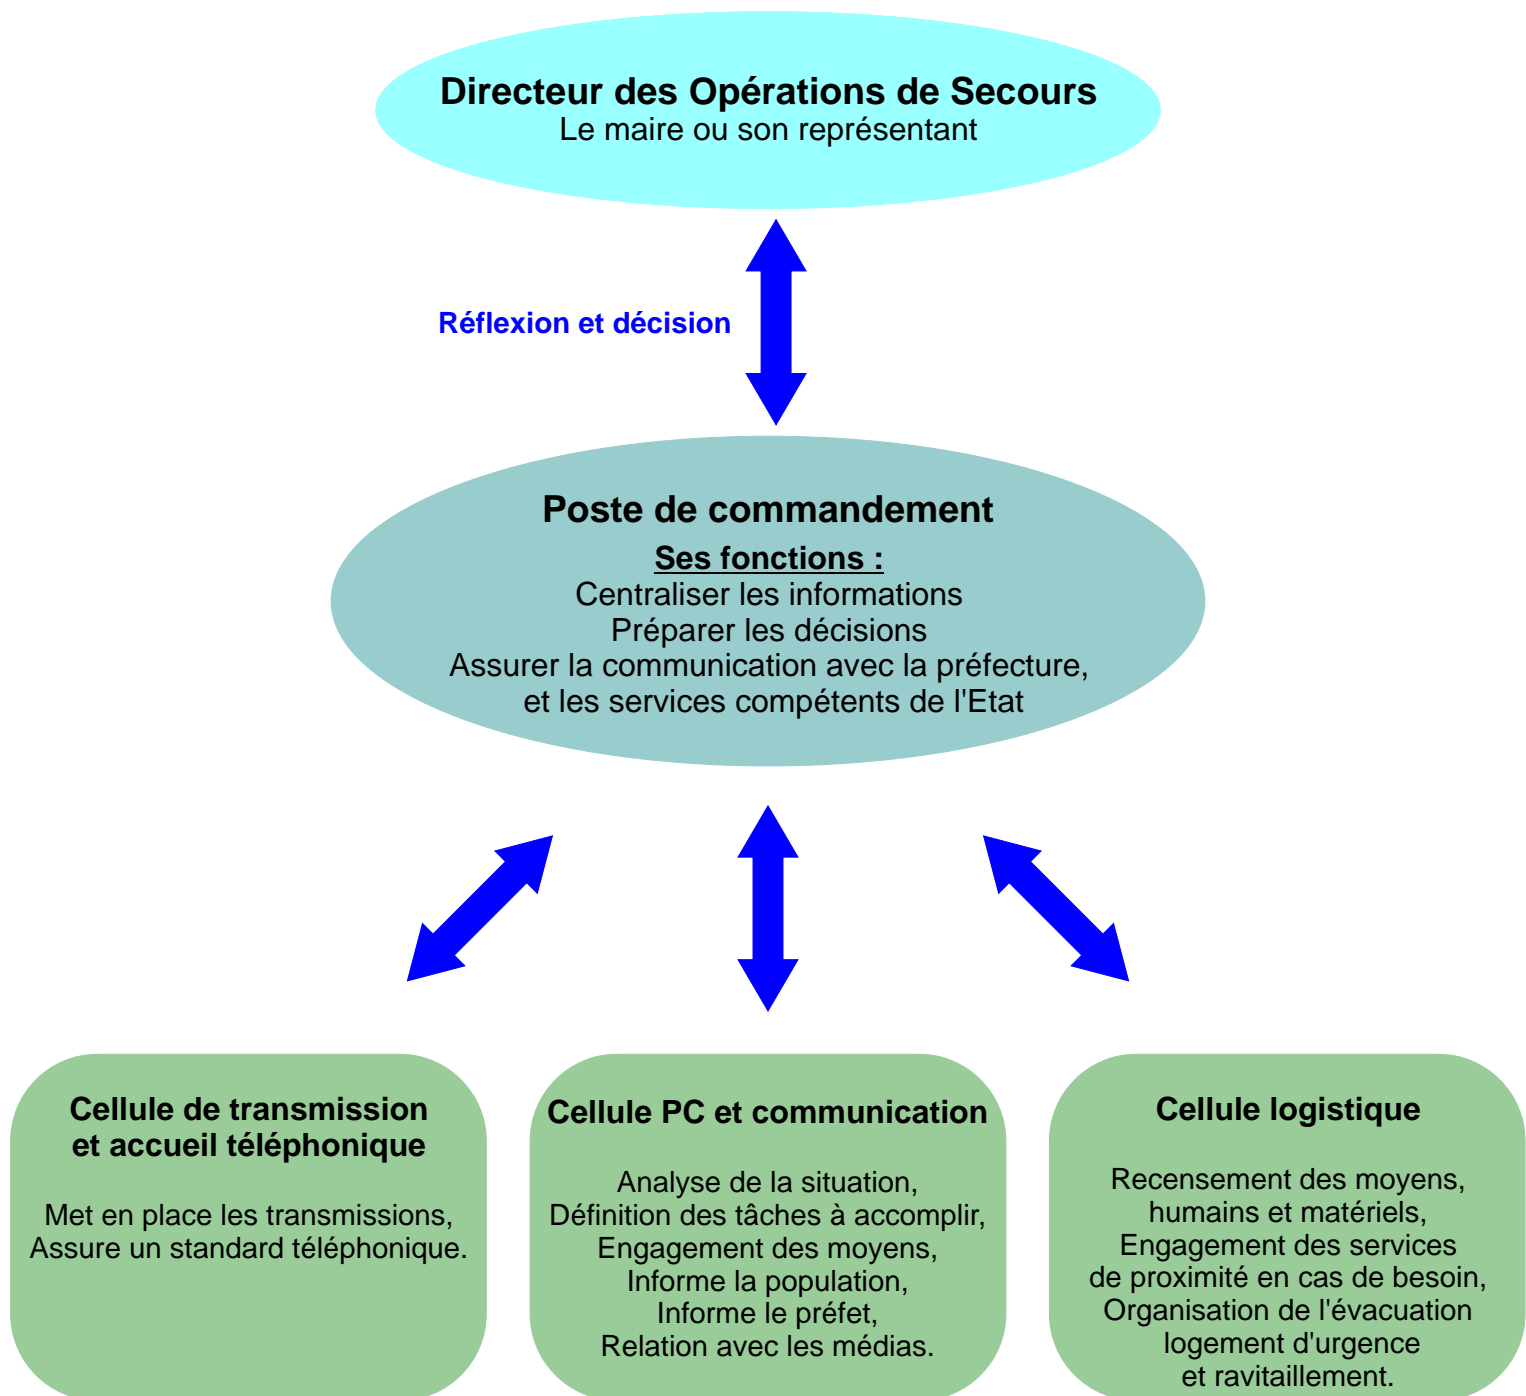 Directeur des Opérations de Secours
Le maire ou son représentant
Réflexion et décision
Poste de commandement
Ses fonctions :
Centraliser les informations
Préparer les décisions
Assurer la communication avec la préfecture,
et les services compétents de l'Etat
Cellule de transmission
et accueil téléphonique
Met en place les transmissions,
Assure un standard téléphonique.
Cellule PC et communication
Analyse de la situation,
Définition des tâches à accomplir,
Engagement des moyens,
Informe la population,
Informe le préfet,
Relation avec les médias.
Cellule logistique
Recensement des moyens,
humains et matériels,
Engagement des services
de proximité en cas de besoin,
Organisation de l'évacuation
logement d'urgence
et ravitaillement.